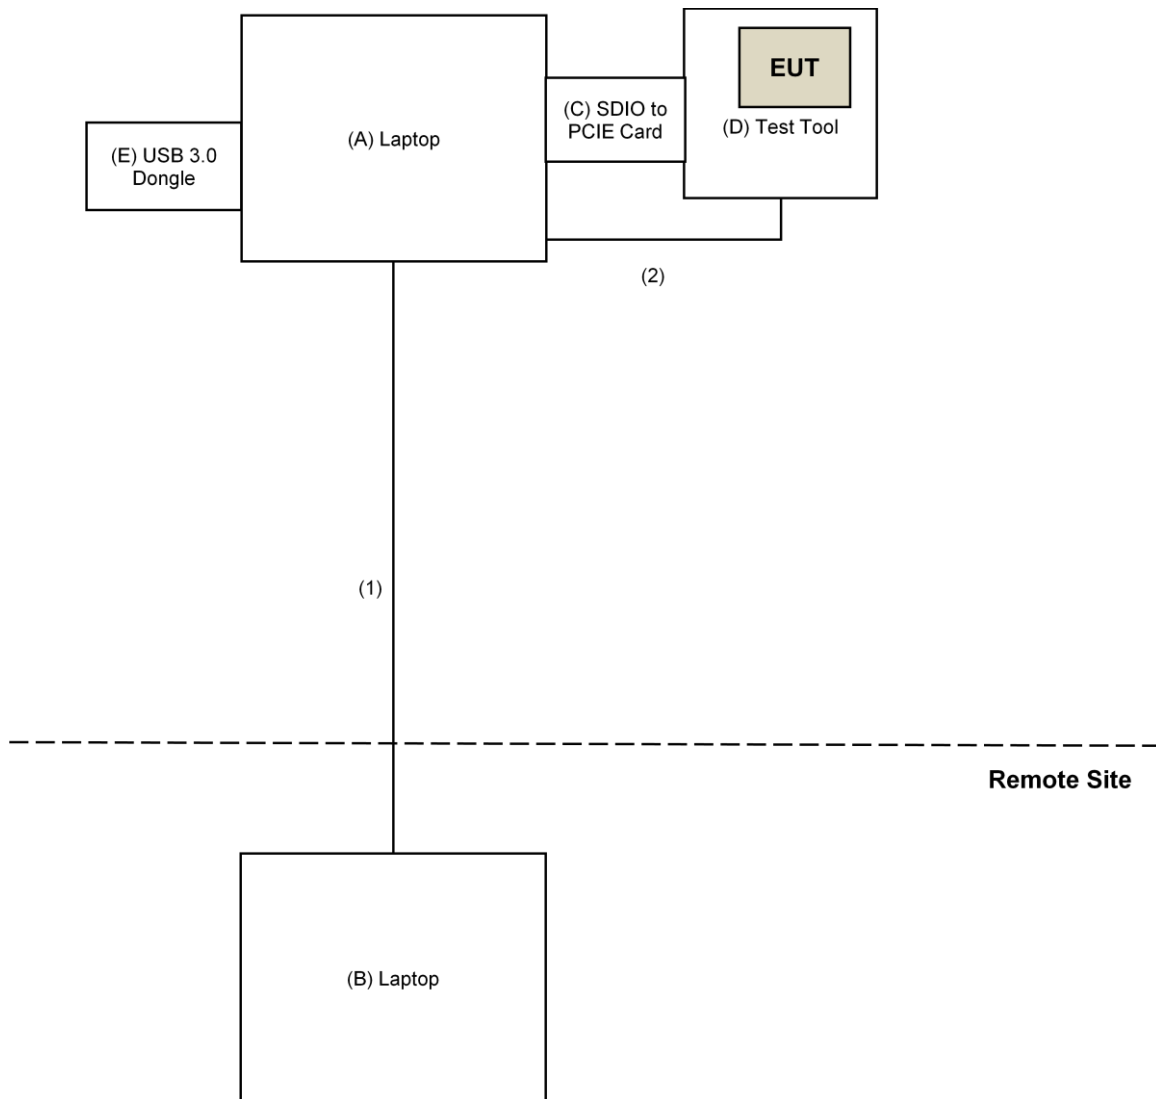 EUT
(C) SDIO to
PCIE Card
(D) Test Tool
(A) Laptop
(E) USB 3.0
Dongle
(2)
(1)
Remote Site
(B) Laptop